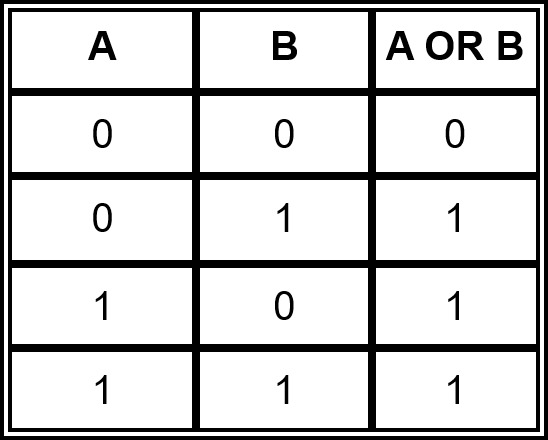 A B A OR B
0 0 0
0 1 1
1 0 1
1 1 1